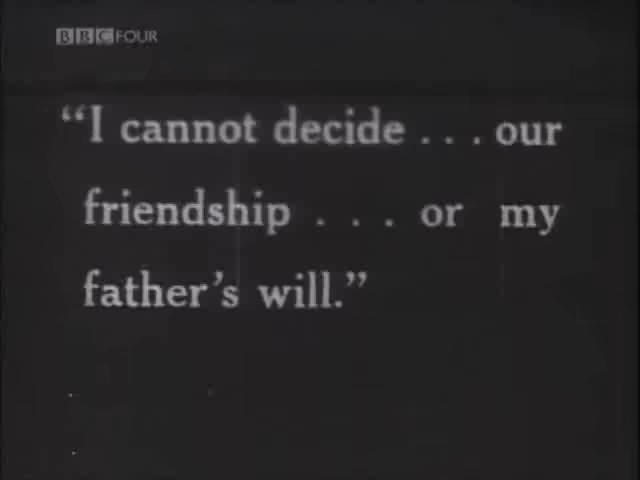 BBC FOUR
“I cannot decide . . . our
friendship . . . or my
father’s will.”